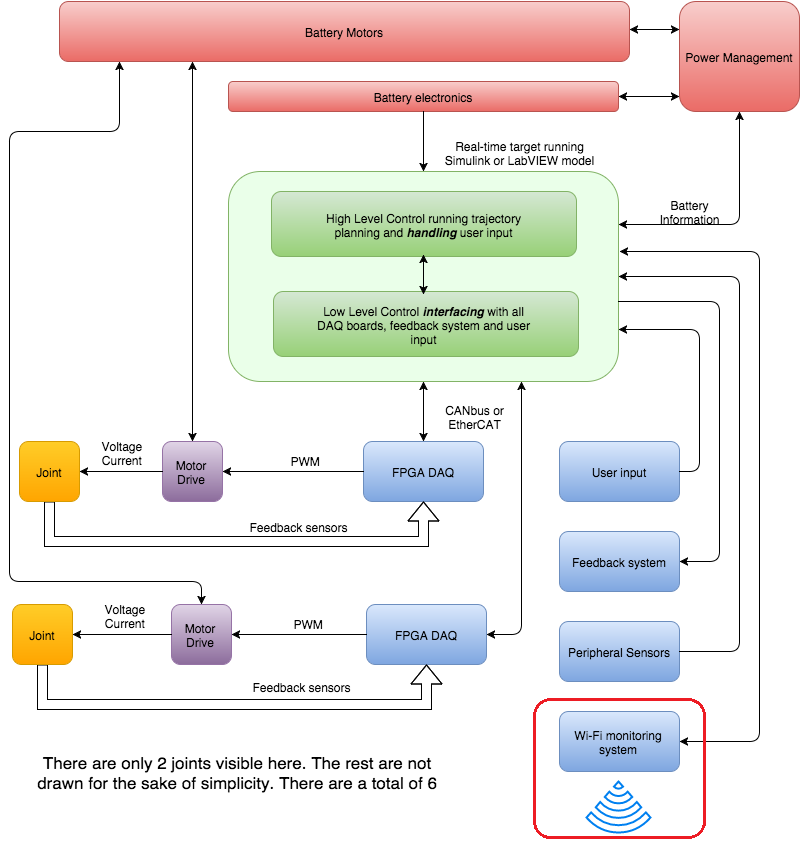 Battery Motors
Power Management
Battery electronics
Real-time target running
Simulink or LabVIEW model
High Level Control running trajectory
planning and handling user input
Battery
Information
Low Level Control interfacing with all
DAQ boards, feedback system and user
input
CANbus or
EtherCAT
Joint
Voltage
Current
Motor
Drive
PWM
FPGA DAQ
User input
Feedback sensors
Feedback system
Joint
Voltage
Current
Motor
Drive
PWM
FPGA DAQ
Peripheral Sensors
Feedback sensors
Wi-Fi monitoring
system
There are only 2 joints visible here. The rest are not
drawn for the sake of simplicity. There are a total of 6